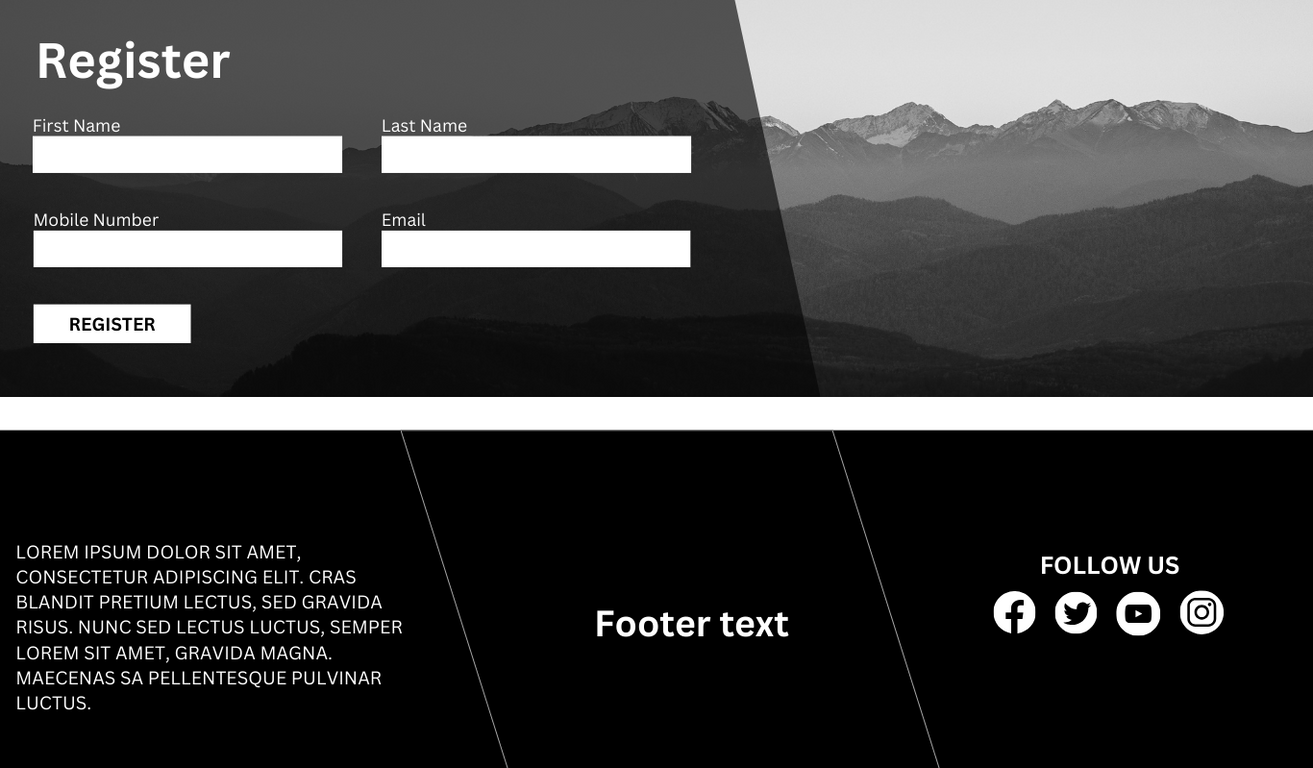 Register
First Name
Last Name
Mobile Number
Email
REGISTER
LOREM IPSUM DOLOR SIT AMET,
CONSECTETUR ADIPISCING ELIT. CRAS
BLANDIT PRETIUM LECTUS, SED GRAVIDA
RISUS. NUNC SED LECTUS LUCTUS, SEMPER
LOREM SIT AMET, GRAVIDA MAGNA.
MAECENAS SA PELLENTESQUE PULVINAR
LUCTUS.
Footer text
FOLLOW US